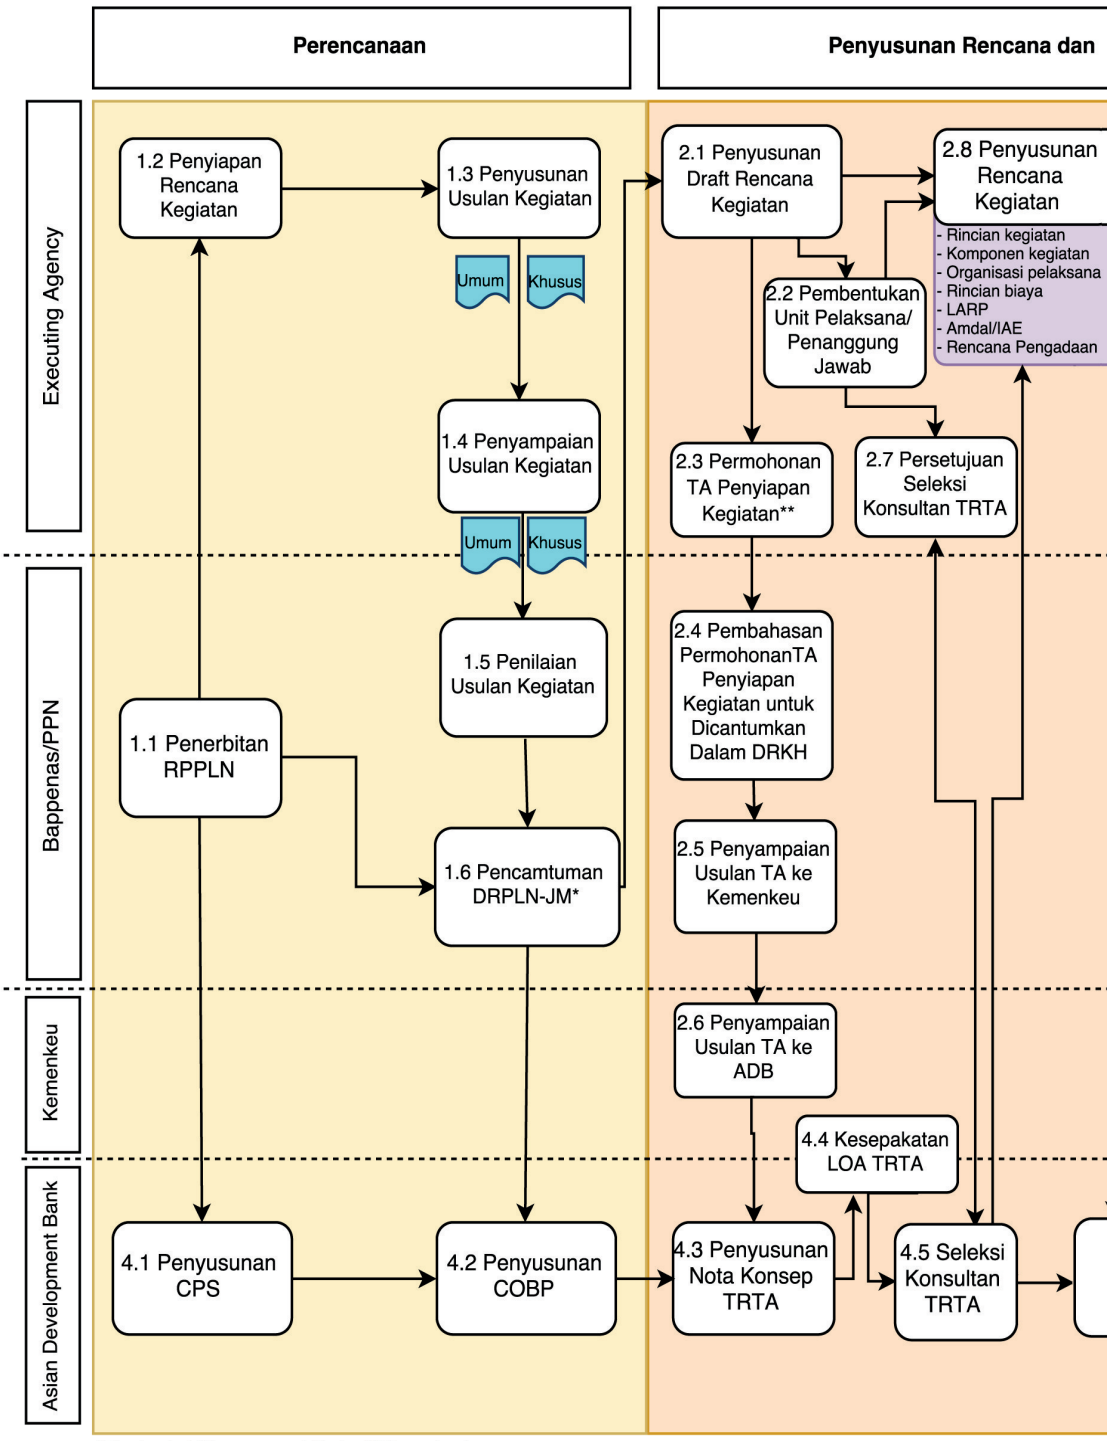 Perencanaan
Penyusunan Rencana dan
Executing Agency
1.2 Penyiapan
Rencana
Kegiatan
1.3 Penyusunan
Usulan Kegiatan
Umum
Khusus
1.4 Penyampaian
Usulan Kegiatan
Umum
Khusus
2.1 Penyusunan
Draft Rencana
Kegiatan
2.2 Pembentukan
Unit Pelaksana/
Penanggung
Jawab
2.8 Penyusunan
Rencana
Kegiatan
- Rincian kegiatan
- Komponen kegiatan
- Organisasi pelaksana
- Rincian biaya
- LARP
- Amdal/IAE
- Rencana Pengadaan
2.3 Permohonan
TA Penyiapan
Kegiatan**
2.7 Persetujuan
Seleksi
Konsultan TRTA
Bappenas/PPN
1.1 Penerbitan
RPPLN
1.5 Penilaian
Usulan Kegiatan
1.6 Pencamtuman
DRPLN-JM*
2.4 Pembahasan
PermohonanTA
Penyiapan
Kegiatan untuk
Dicantumkan
Dalam DRKH
2.5 Penyampaian
Usulan TA ke
Kemenkeu
Kemenkeu
2.6 Penyampaian
Usulan TA ke
ADB
4.4 Kesepakatan
LOA TRTA
Asian Development Bank
4.1 Penyusunan
CPS
4.2 Penyusunan
COBP
4.3 Penyusunan
Nota Konsep
TRTA
4.5 Seleksi
Konsultan
TRTA